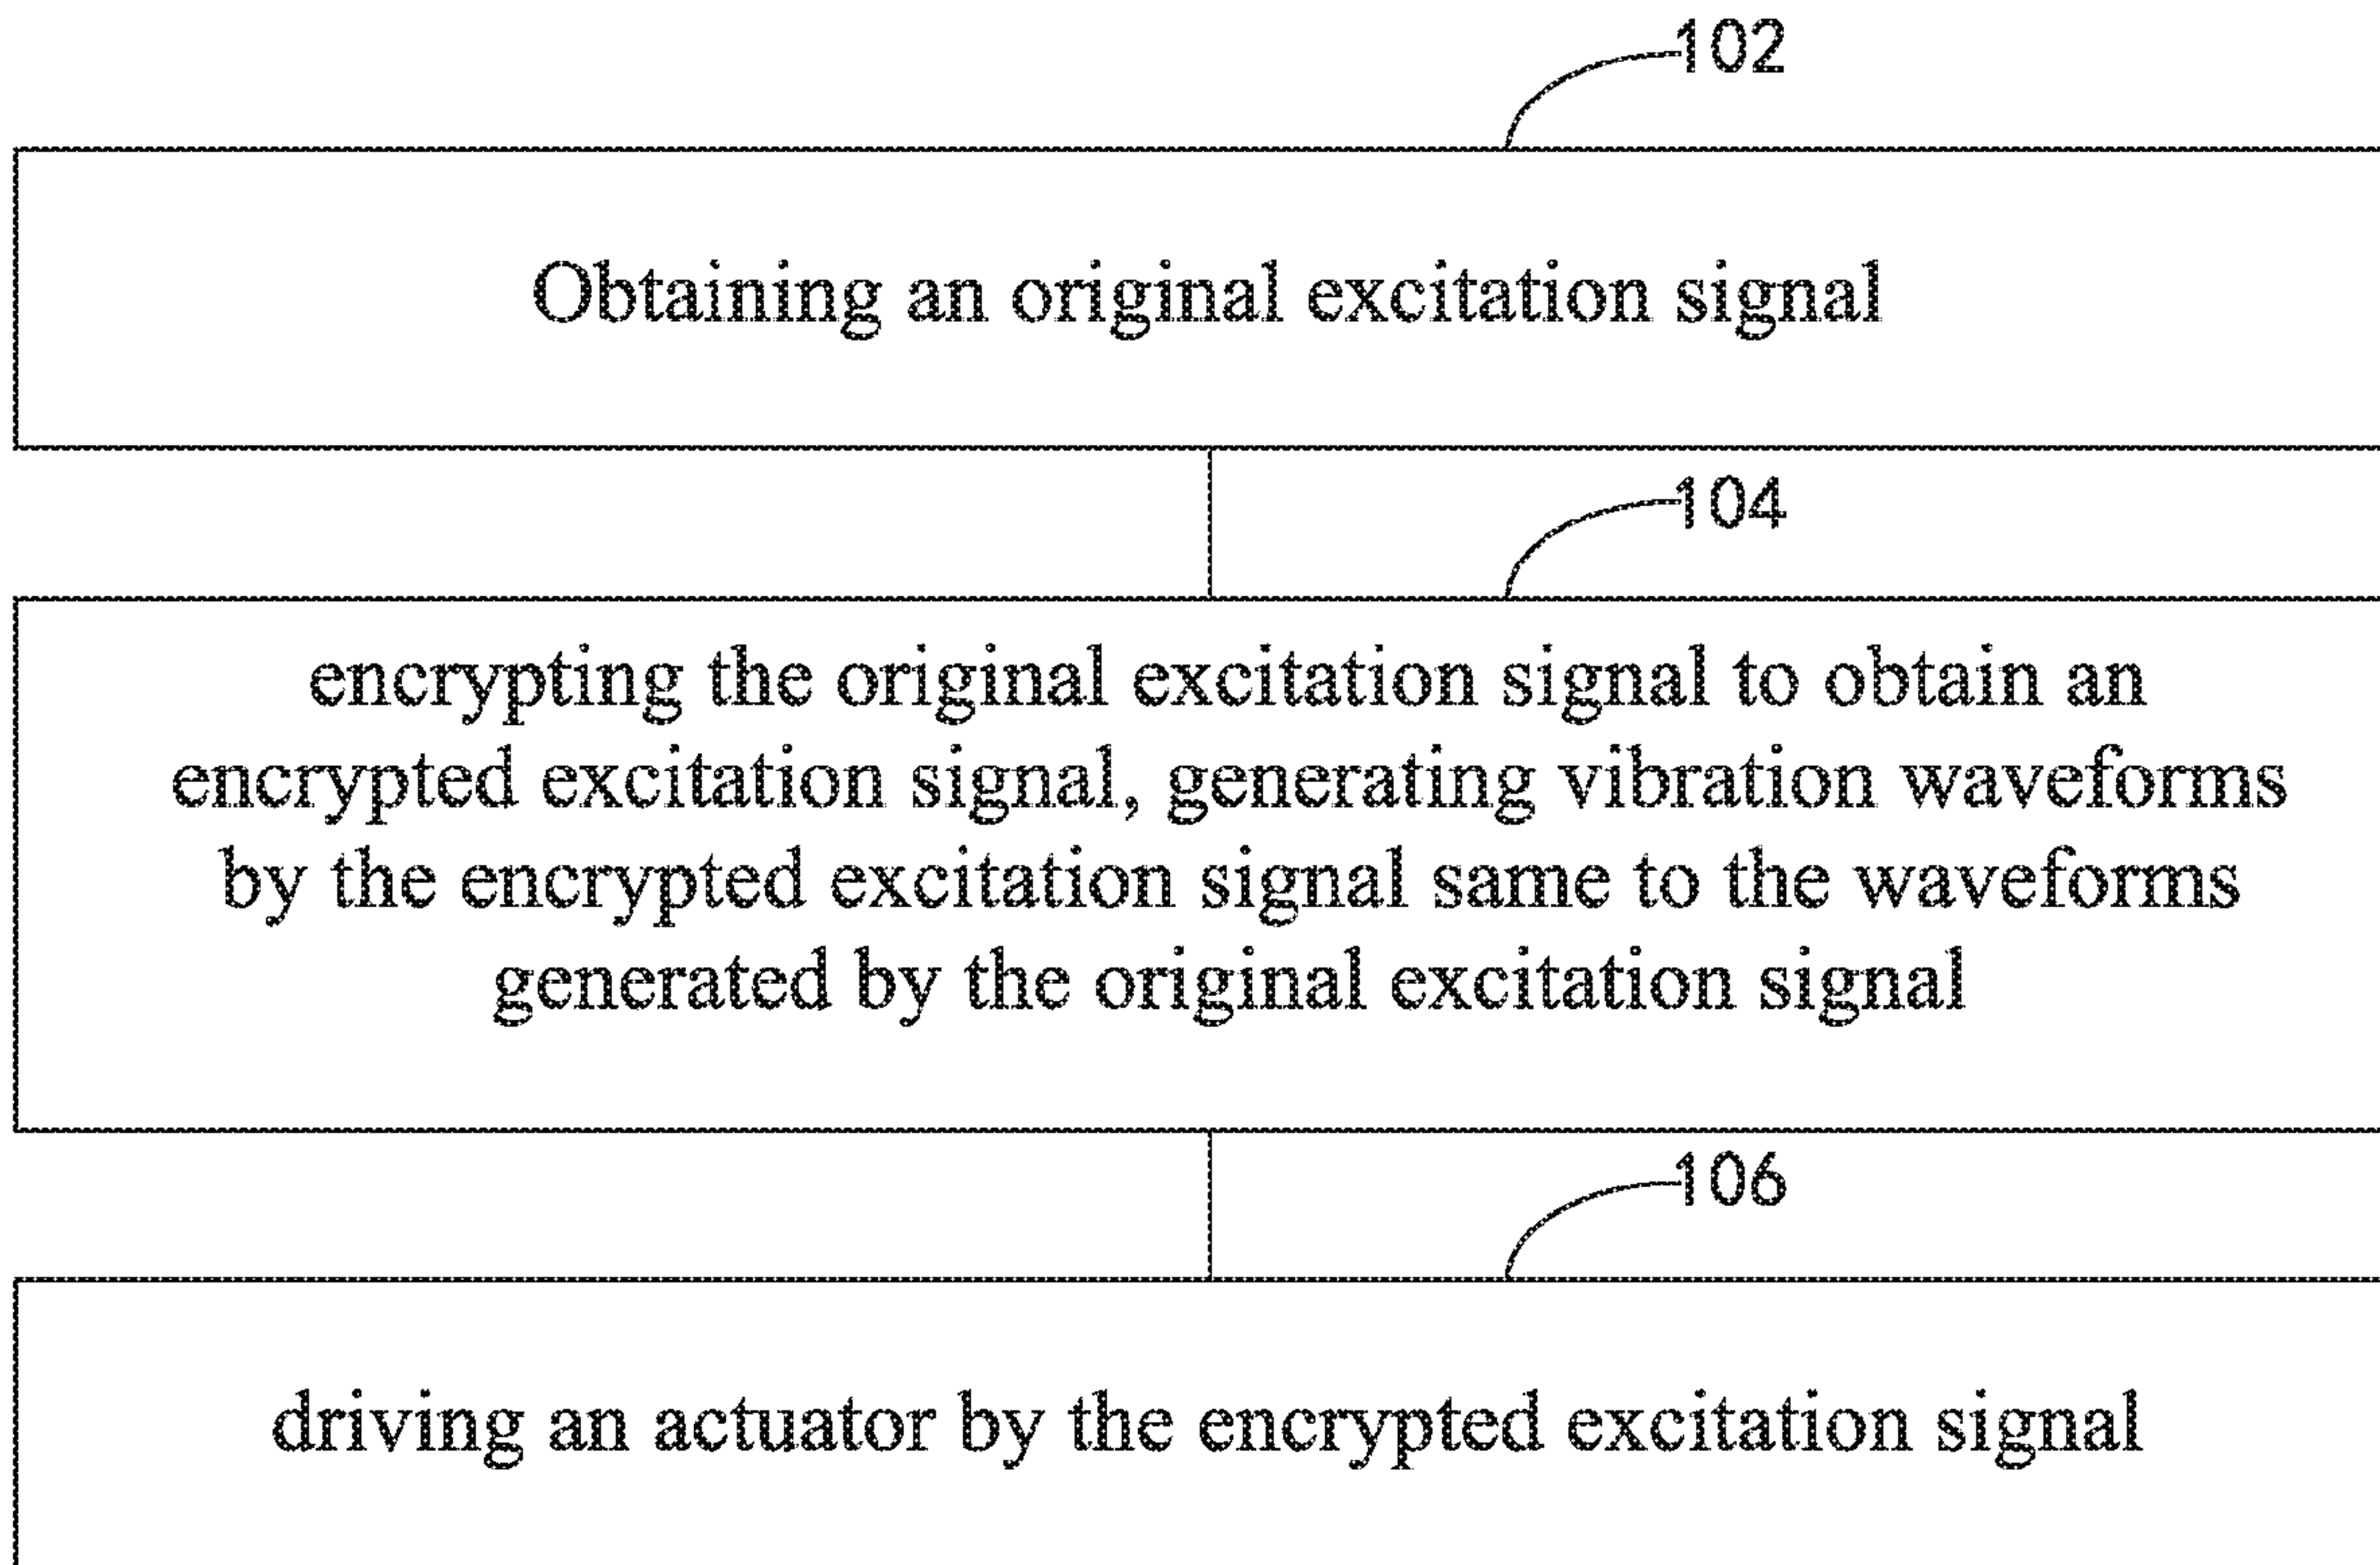 102
Obtaining an original excitation signal
104
encrypting the original excitation signal to obtain an
encrypted excitation signal, generating vibration waveforms
by the encrypted excitation signal same to the waveforms
generated by the original excitation signal
106
driving an actuator by the encrypted excitation signal